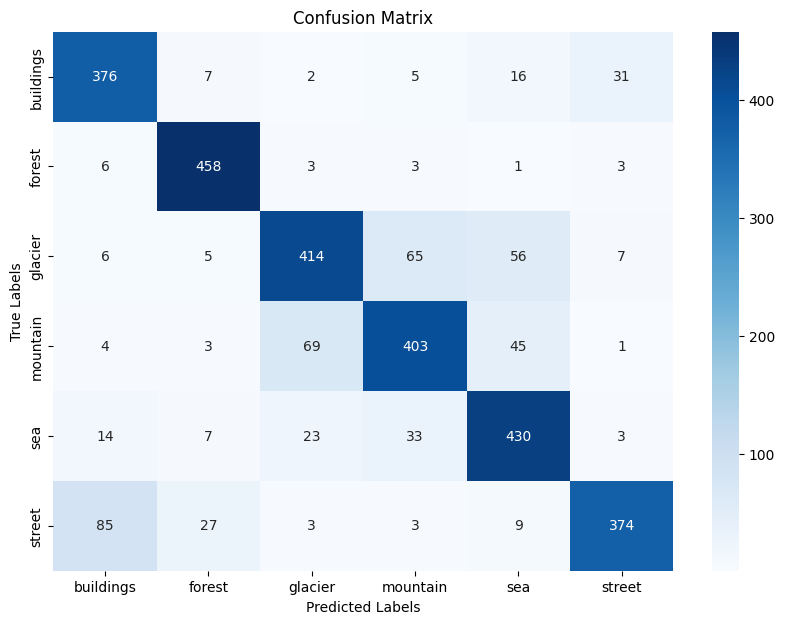 Confusion Matrix
True Labels
buildings 376 7 2 5 16 31
forest 6 458 3 3 1 3
glacier 6 5 414 65 56 7
mountain 4 3 69 403 45 1
sea 14 7 23 33 430 3
street 85 27 3 3 9 374
buildings forest glacier mountain sea street
Predicted Labels
400
300
200
100